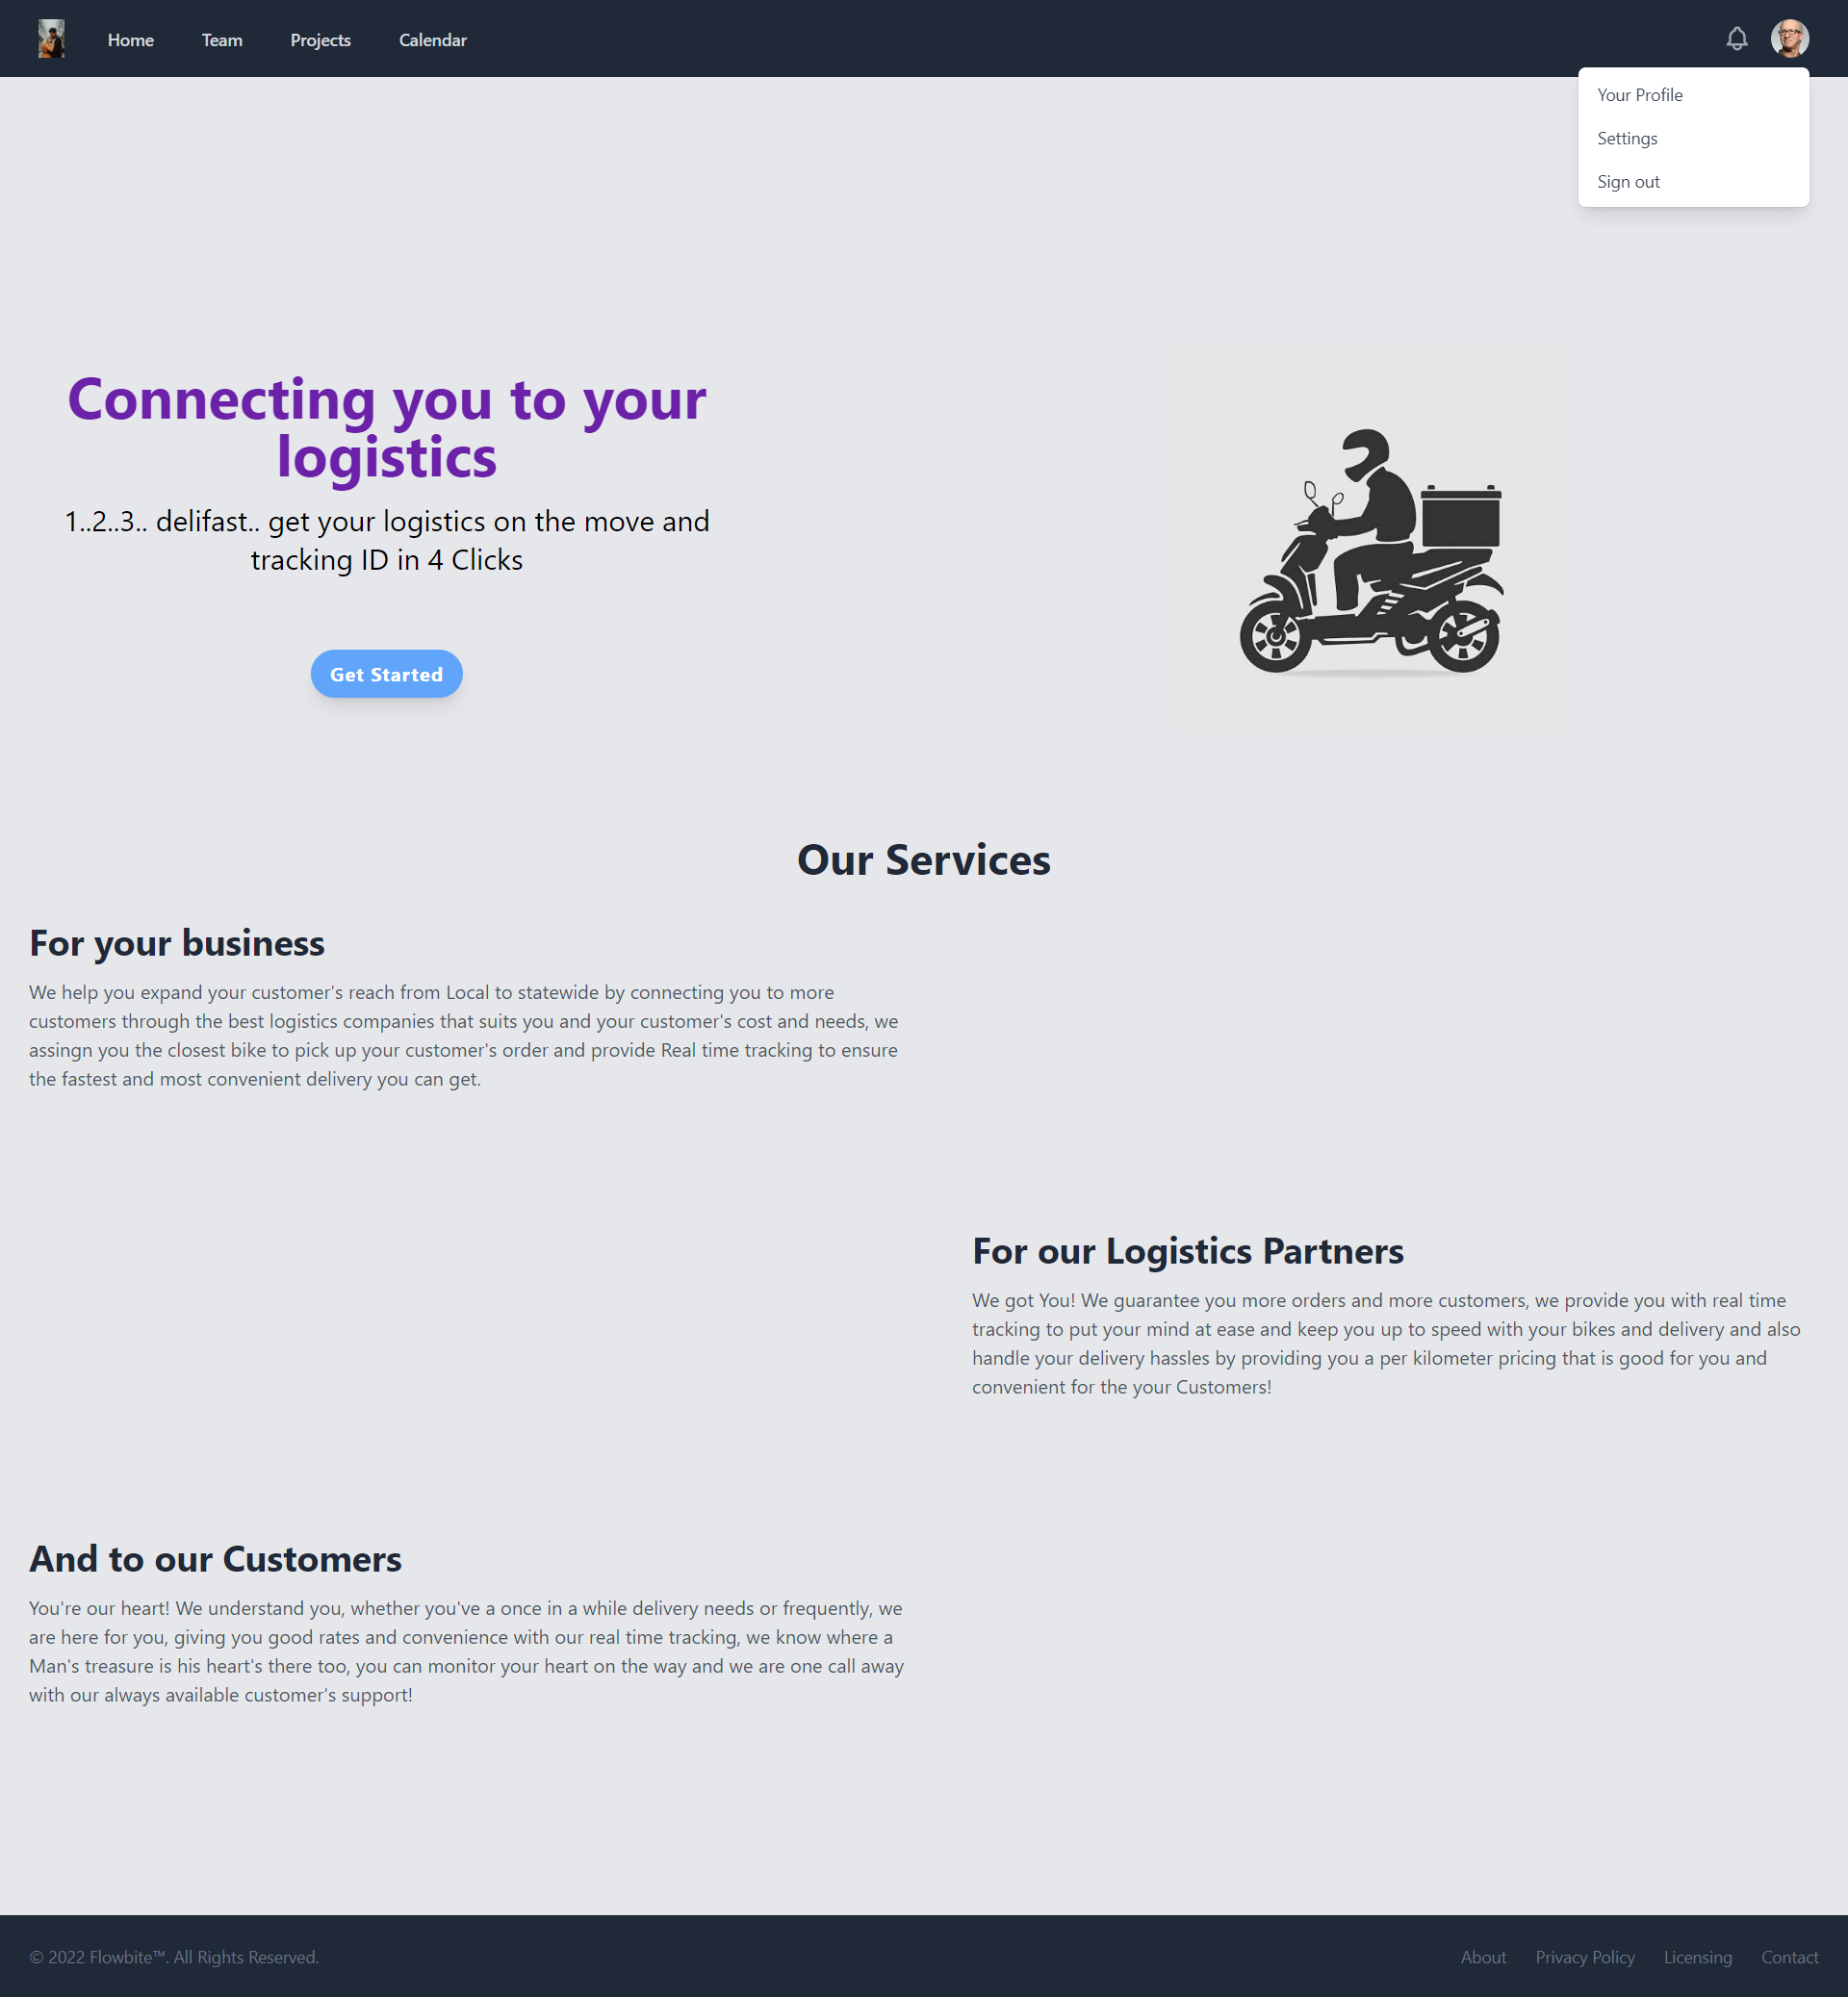 Home Team Projects Calendar
Your Profile
Settings
Sign out
Connecting you to your
logistics
1..2..3.. delifast.. get your logistics on the move and
tracking ID in 4 Clicks
Get Started
Our Services
For your business
We help you expand your customer's reach from Local to statewide by connecting you to more
customers through the best logistics companies that suits you and your customer's cost and needs, we
assingn you the closest bike to pick up your customer's order and provide Real time tracking to ensure
the fastest and most convenient delivery you can get.
For our Logistics Partners
We got You! We guarantee you more orders and more customers, we provide you with real time
tracking to put your mind at ease and keep you up to speed with your bikes and delivery and also
handle your delivery hassles by providing you a per kilometer pricing that is good for you and
convenient for the your Customers!
And to our Customers
You're our heart! We understand you, whether you've a once in a while delivery needs or frequently, we
are here for you, giving you good rates and convenience with our real time tracking, we know where a
Man's treasure is his heart's there too, you can monitor your heart on the way and we are one call away
with our always available customer's support!
© 2022 Flowbite™. All Rights Reserved.
About Privacy Policy Licensing Contact